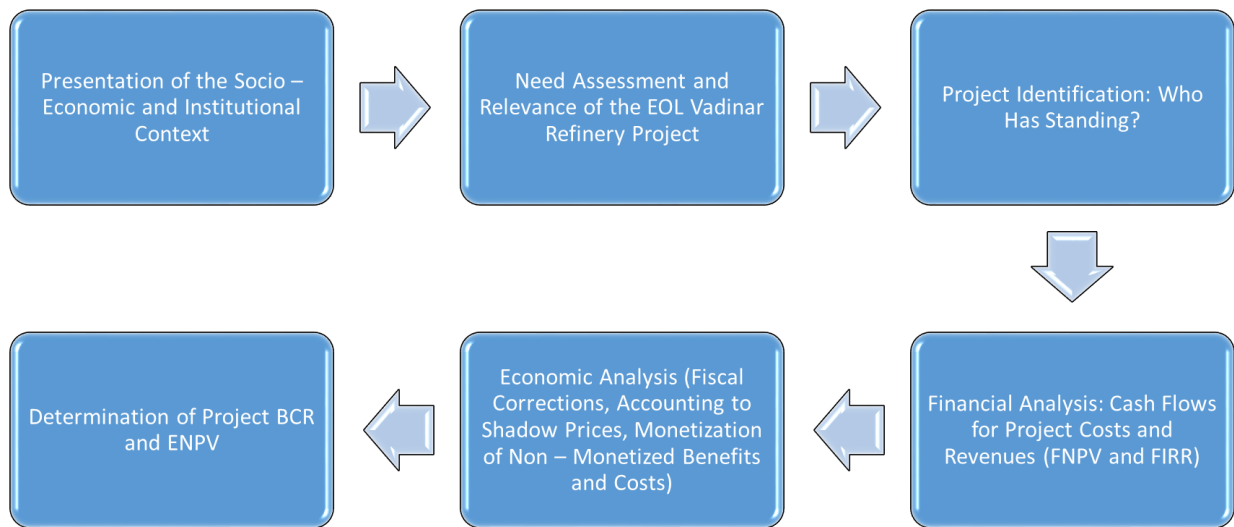 Presentation of the Socio –
Economic and Institutional
Context
Need Assessment and
Relevance of the EOL Vadinar
Refinery Project
Project Identification: Who
Has Standing?
Financial Analysis: Cash Flows
for Project Costs and
Revenues (FNPV and FIRR)
Economic Analysis (Fiscal
Corrections, Accounting to
Shadow Prices, Monetization
of Non – Monetized Benefits
and Costs)
Determination of Project BCR
and ENPV